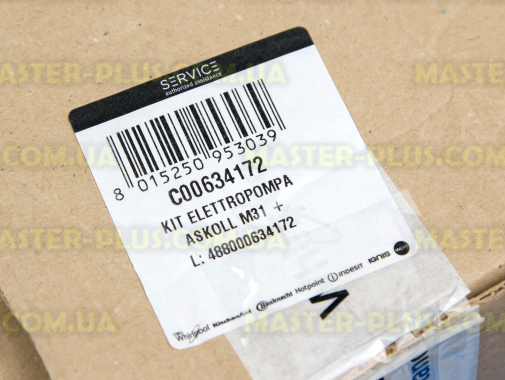 SERVICE
authorized assistance
8 015250 953039
C00634172
KIT ELETTROPOMPA
ASKOLL M31 +
L: 488000634172
Whirlpool KitchenAid Bauknecht Hotpoint INDESIT IGNIS
MASTER-PLUS.COM.UA